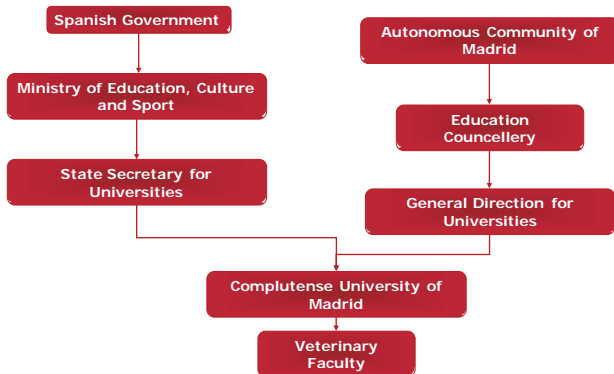 Spanish Government
Autonomous Community of
Madrid
Ministry of Education, Culture
and Sport
Education
Councellery
State Secretary for
Universities
General Direction for
Universities
Complutense University of
Madrid
Veterinary
Faculty